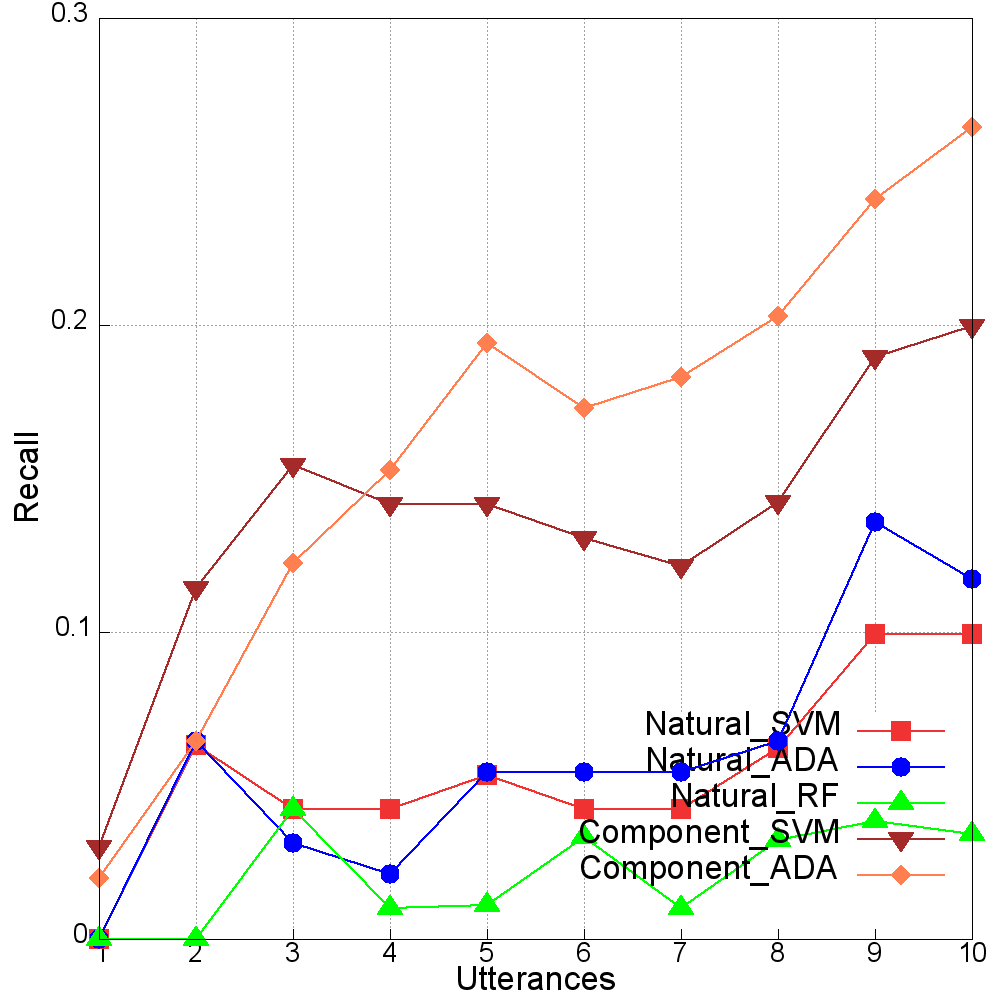 0.3
0.2
0.1
0
Recall
1 2 3 4 5 6 7 8 9 10
Utterances
Natural_SVM
Natural_ADA
Natural_RF
Component_SVM
Component_ADA